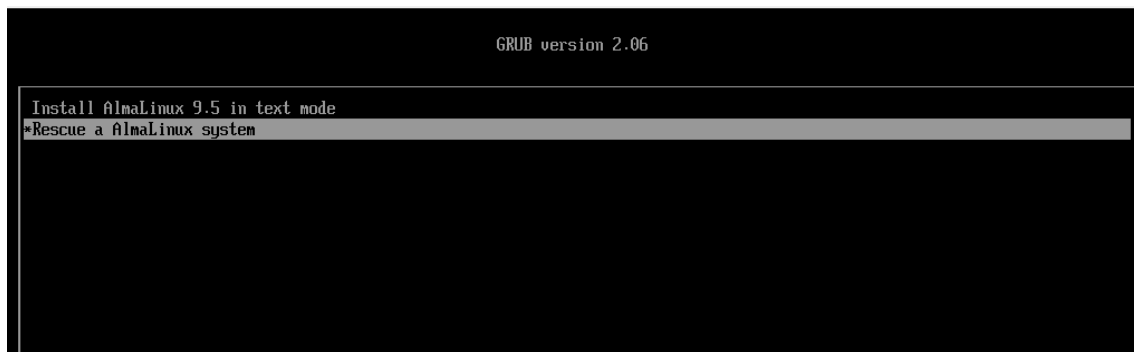 GRUB version 2.06
Install AlmaLinux 9.5 in text mode
*Rescue a AlmaLinux system